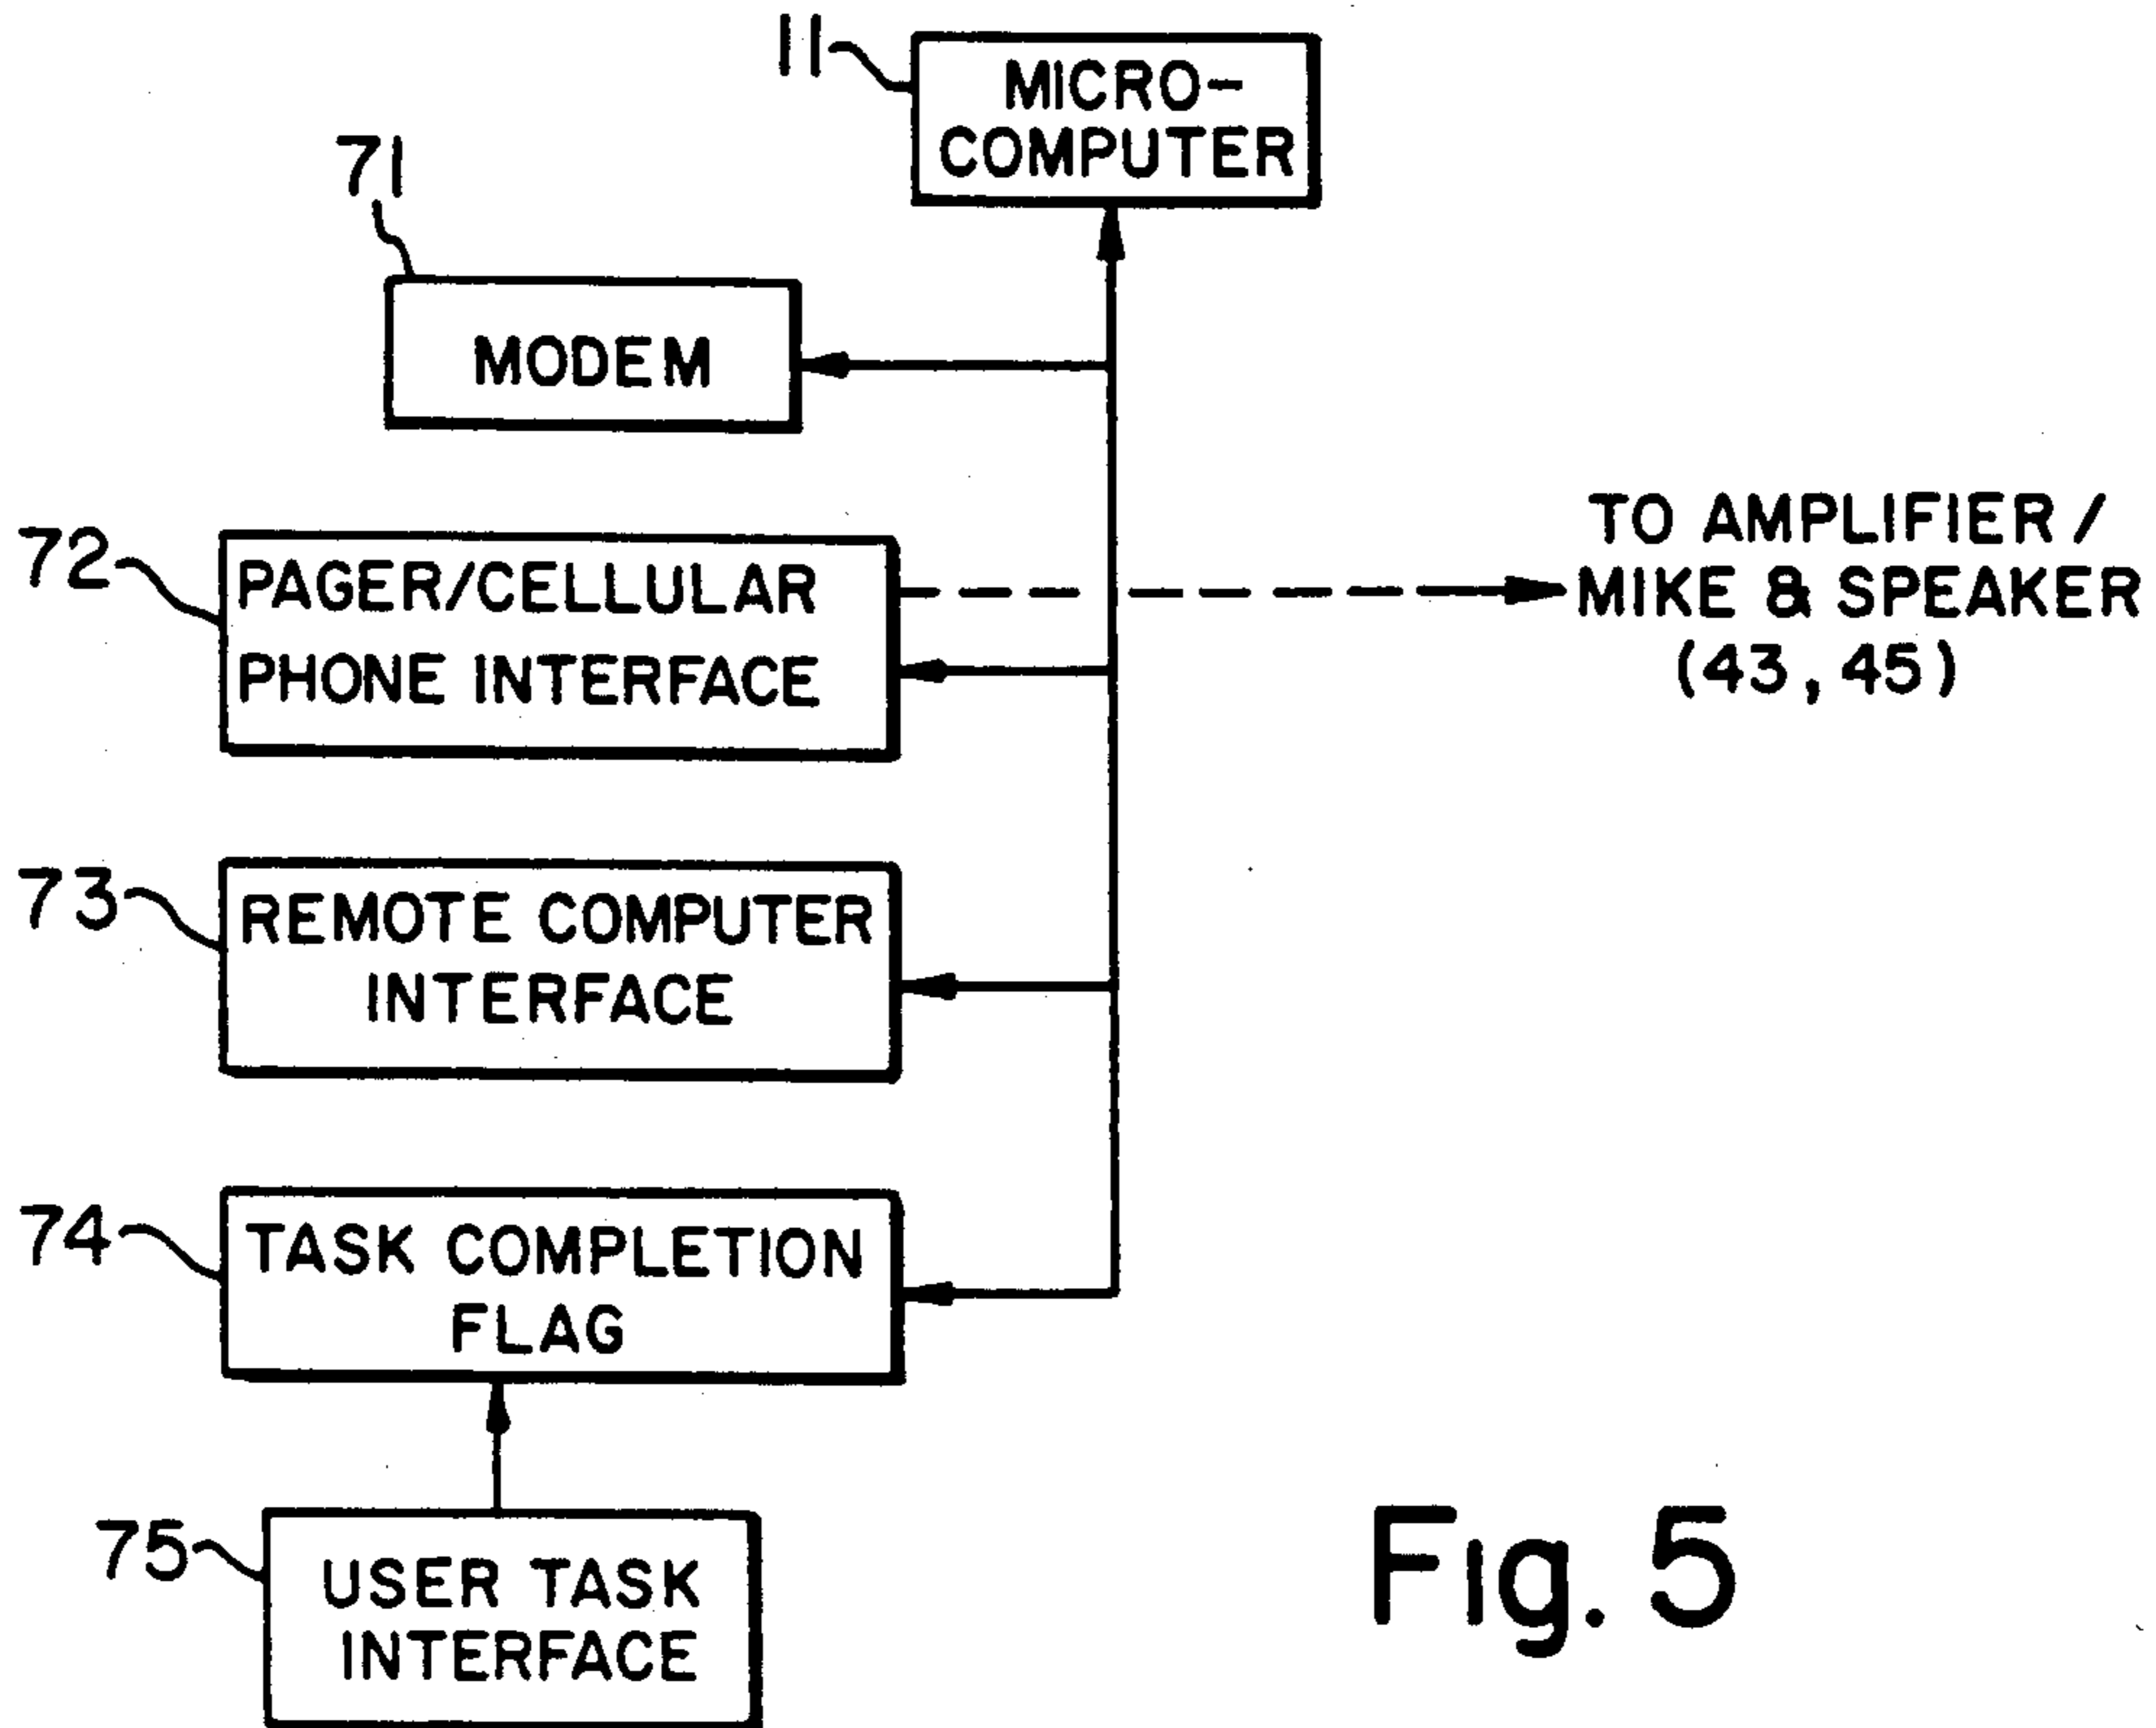 11
MICRO-
COMPUTER
71
MODEM
72
PAGER/CELLULAR
PHONE INTERFACE
TO AMPLIFIER /
MIKE & SPEAKER
(43, 45)
73
REMOTE COMPUTER
INTERFACE
74
TASK COMPLETION
FLAG
75
USER TASK
INTERFACE
Fig. 5